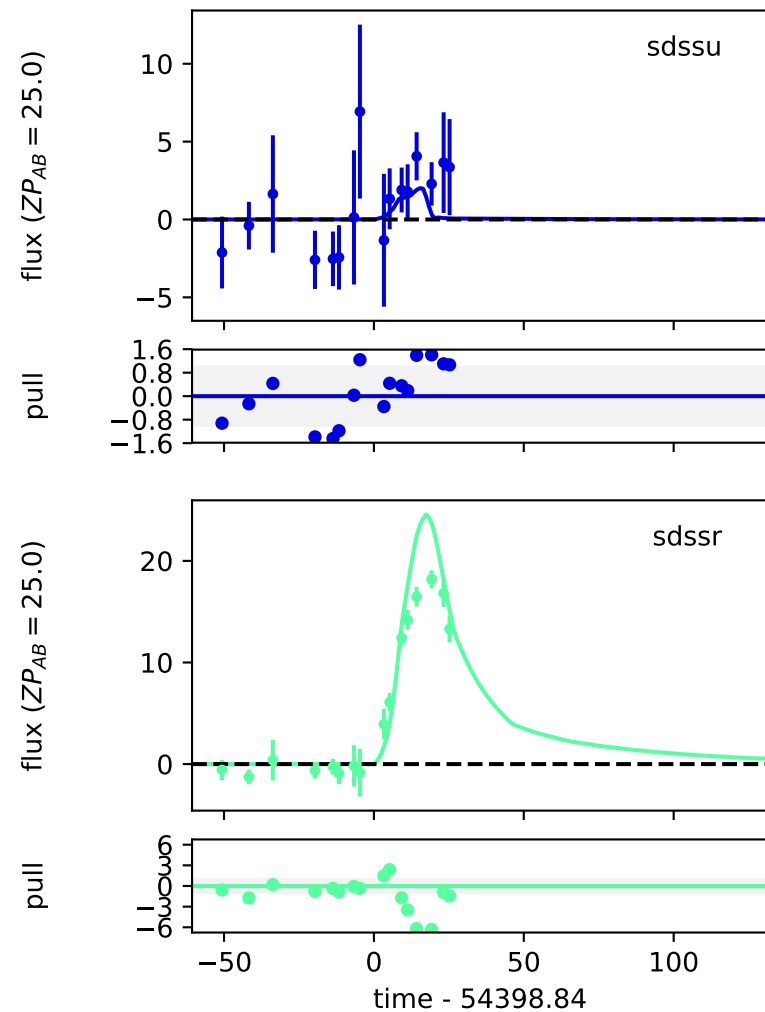 sdssu
flux (ZP_AB = 25.0)
10
5
0
−5
pull
1.6
0.8
0.0
−0.8
−1.6
sdssr
flux (ZP_AB = 25.0)
20
10
0
pull
6
3
0
−3
−6
−50 0 50 100
time - 54398.84